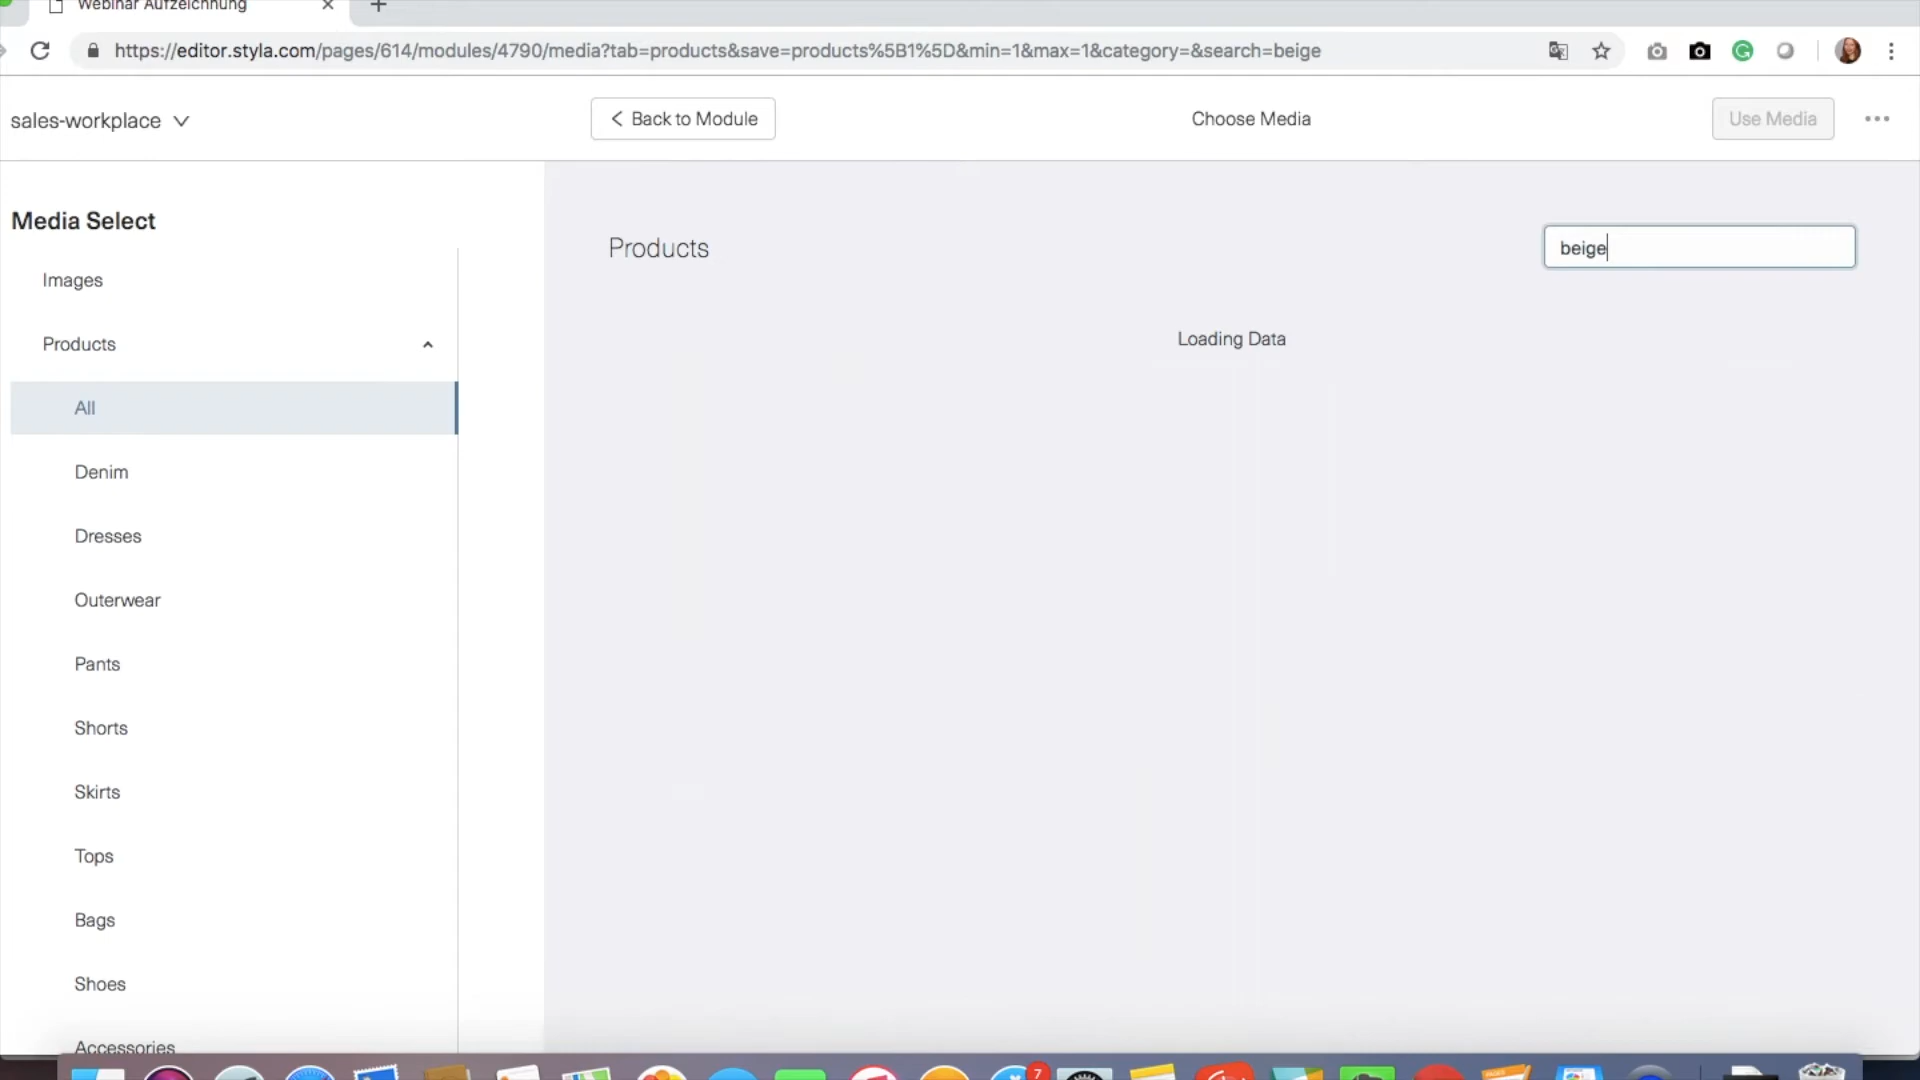 Webinar Aufzeichnung
https://editor.styla.com/pages/614/modules/4790/media?tab=products&save=products%5B1%5D&min=1&max=1&category=&search=beige
sales-workplace
Back to Module
Choose Media
Use Media
Media Select
Images
Products
beige
Products
Loading Data
All
Denim
Dresses
Outerwear
Pants
Shorts
Skirts
Tops
Bags
Shoes
Accessories
7
PAGES